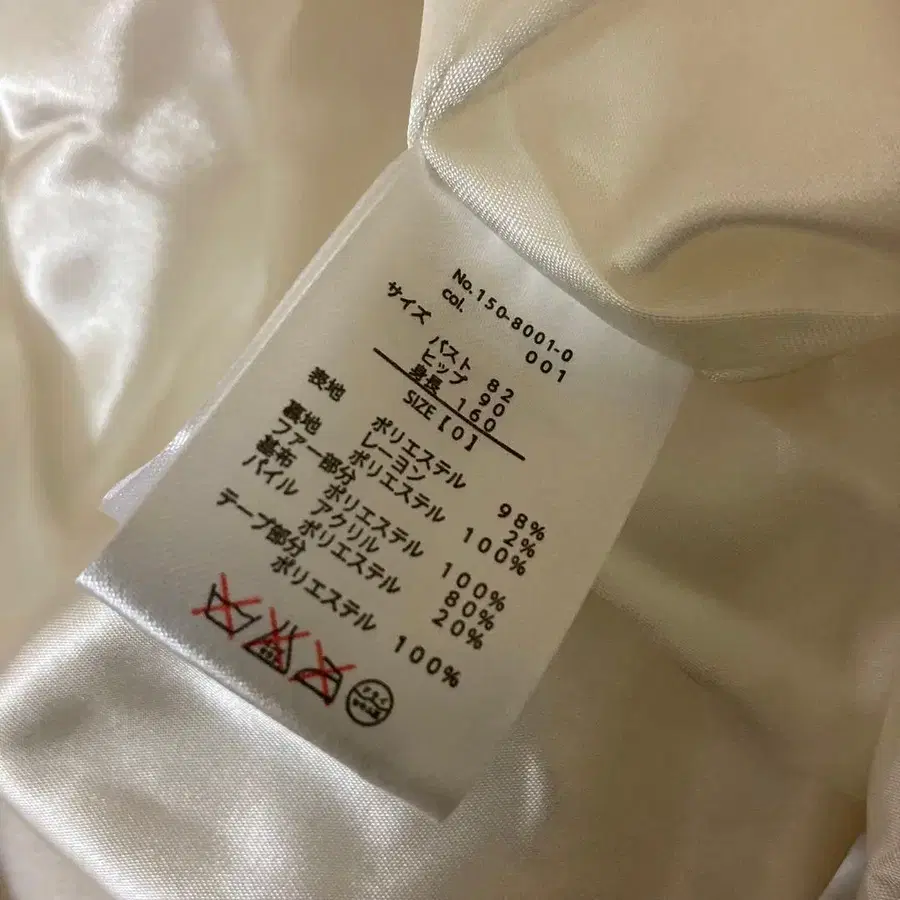 No.150-8001-0
col. 001
サイズ
バスト 82
ヒップ 90
身長 160
SIZE【0】
表地
ポリエステル 98%
レーヨン 2%
裏地 ポリエステル 100%
ファー部分
基布 ポリエステル 100%
パイル アクリル 80%
ポリエステル 20%
テープ部分
ポリエステル 100%